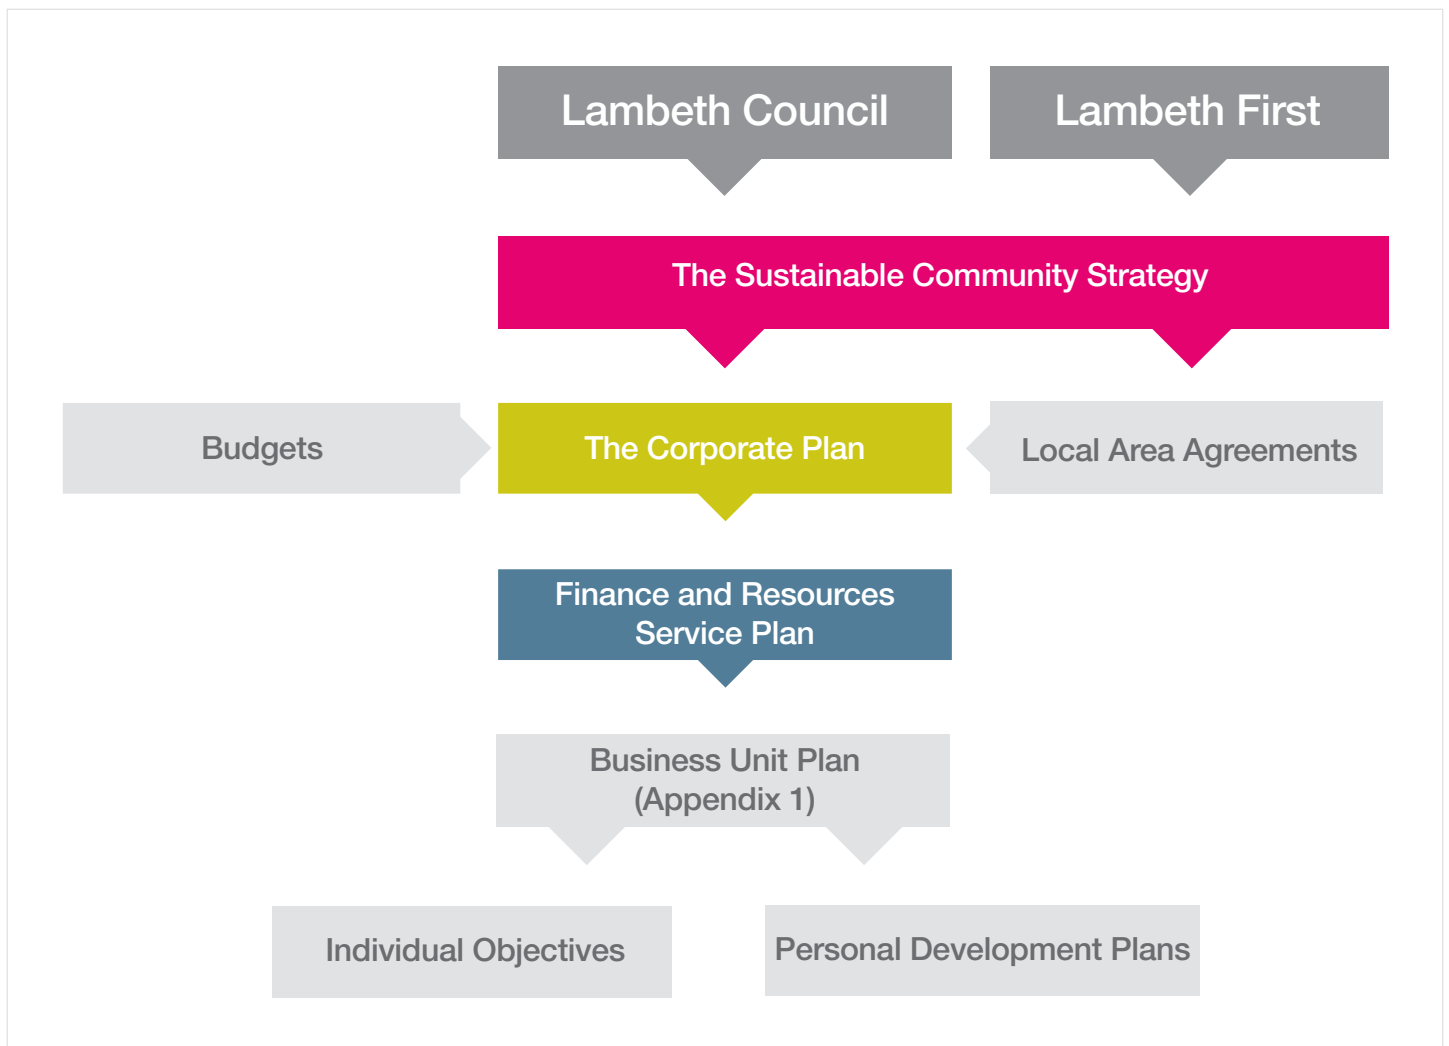 Lambeth Council
Lambeth First
The Sustainable Community Strategy
Budgets
The Corporate Plan
Local Area Agreements
Finance and Resources
Service Plan
Business Unit Plan
(Appendix 1)
Individual Objectives
Personal Development Plans